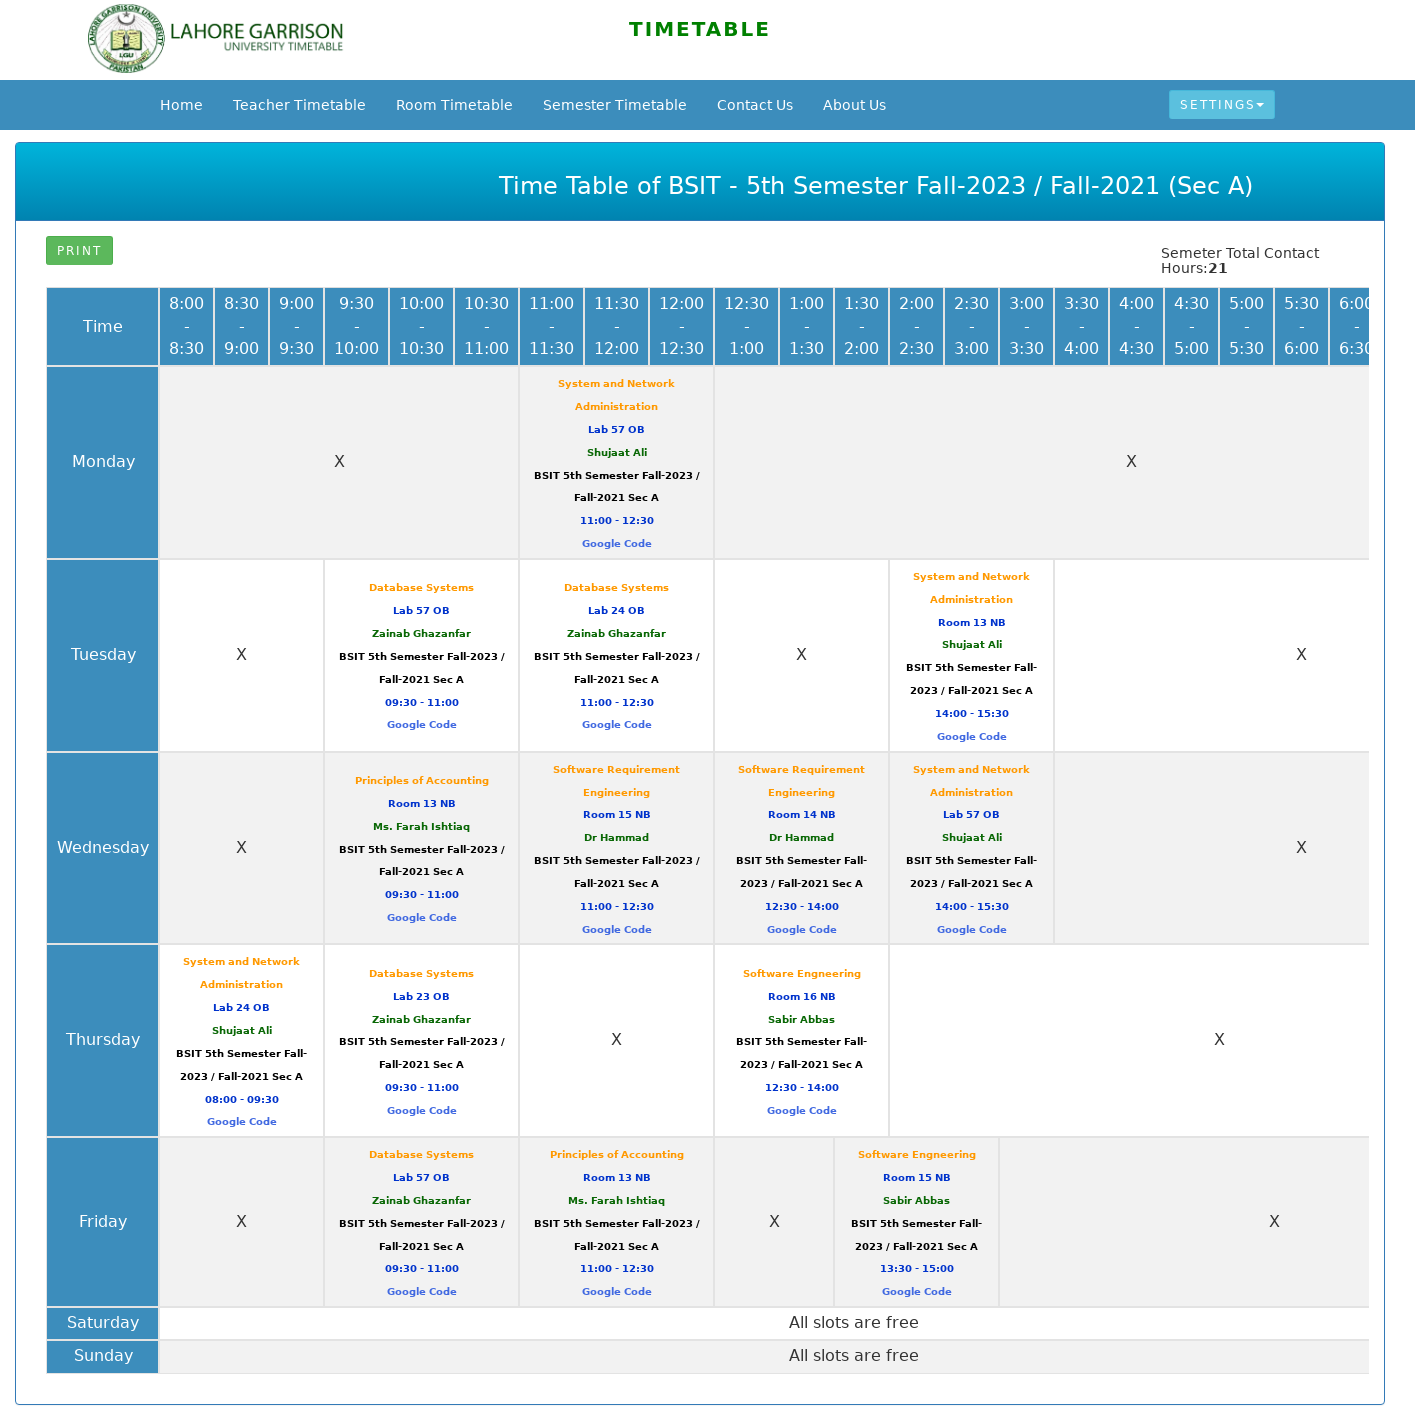 LAHORE GARRISON
UNIVERSITY TIMETABLE
TIMETABLE
Home Teacher Timetable Room Timetable Semester Timetable Contact Us About Us SETTINGS
Time Table of BSIT - 5th Semester Fall-2023 / Fall-2021 (Sec A)
PRINT
Semeter Total Contact
Hours:21
Time
8:00 - 8:30
8:30 - 9:00
9:00 - 9:30
9:30 - 10:00
10:00 - 10:30
10:30 - 11:00
11:00 - 11:30
11:30 - 12:00
12:00 - 12:30
12:30 - 1:00
1:00 - 1:30
1:30 - 2:00
2:00 - 2:30
2:30 - 3:00
3:00 - 3:30
3:30 - 4:00
4:00 - 4:30
4:30 - 5:00
5:00 - 5:30
5:30 - 6:00
6:00 - 6:30
Monday
X
System and Network
Administration
Lab 57 OB
Shujaat Ali
BSIT 5th Semester Fall-2023 /
Fall-2021 Sec A
11:00 - 12:30
Google Code
X
Tuesday
X
Database Systems
Lab 57 OB
Zainab Ghazanfar
BSIT 5th Semester Fall-2023 /
Fall-2021 Sec A
09:30 - 11:00
Google Code
Database Systems
Lab 24 OB
Zainab Ghazanfar
BSIT 5th Semester Fall-2023 /
Fall-2021 Sec A
11:00 - 12:30
Google Code
X
System and Network
Administration
Room 13 NB
Shujaat Ali
BSIT 5th Semester Fall-
2023 / Fall-2021 Sec A
14:00 - 15:30
Google Code
X
Wednesday
X
Principles of Accounting
Room 13 NB
Ms. Farah Ishtiaq
BSIT 5th Semester Fall-2023 /
Fall-2021 Sec A
09:30 - 11:00
Google Code
Software Requirement
Engineering
Room 15 NB
Dr Hammad
BSIT 5th Semester Fall-2023 /
Fall-2021 Sec A
11:00 - 12:30
Google Code
Software Requirement
Engineering
Room 14 NB
Dr Hammad
BSIT 5th Semester Fall-
2023 / Fall-2021 Sec A
12:30 - 14:00
Google Code
System and Network
Administration
Lab 57 OB
Shujaat Ali
BSIT 5th Semester Fall-
2023 / Fall-2021 Sec A
14:00 - 15:30
Google Code
X
Thursday
System and Network
Administration
Lab 24 OB
Shujaat Ali
BSIT 5th Semester Fall-
2023 / Fall-2021 Sec A
08:00 - 09:30
Google Code
Database Systems
Lab 23 OB
Zainab Ghazanfar
BSIT 5th Semester Fall-2023 /
Fall-2021 Sec A
09:30 - 11:00
Google Code
X
Software Engneering
Room 16 NB
Sabir Abbas
BSIT 5th Semester Fall-
2023 / Fall-2021 Sec A
12:30 - 14:00
Google Code
X
Friday
X
Database Systems
Lab 57 OB
Zainab Ghazanfar
BSIT 5th Semester Fall-2023 /
Fall-2021 Sec A
09:30 - 11:00
Google Code
Principles of Accounting
Room 13 NB
Ms. Farah Ishtiaq
BSIT 5th Semester Fall-2023 /
Fall-2021 Sec A
11:00 - 12:30
Google Code
X
Software Engneering
Room 15 NB
Sabir Abbas
BSIT 5th Semester Fall-
2023 / Fall-2021 Sec A
13:30 - 15:00
Google Code
X
Saturday
All slots are free
Sunday
All slots are free